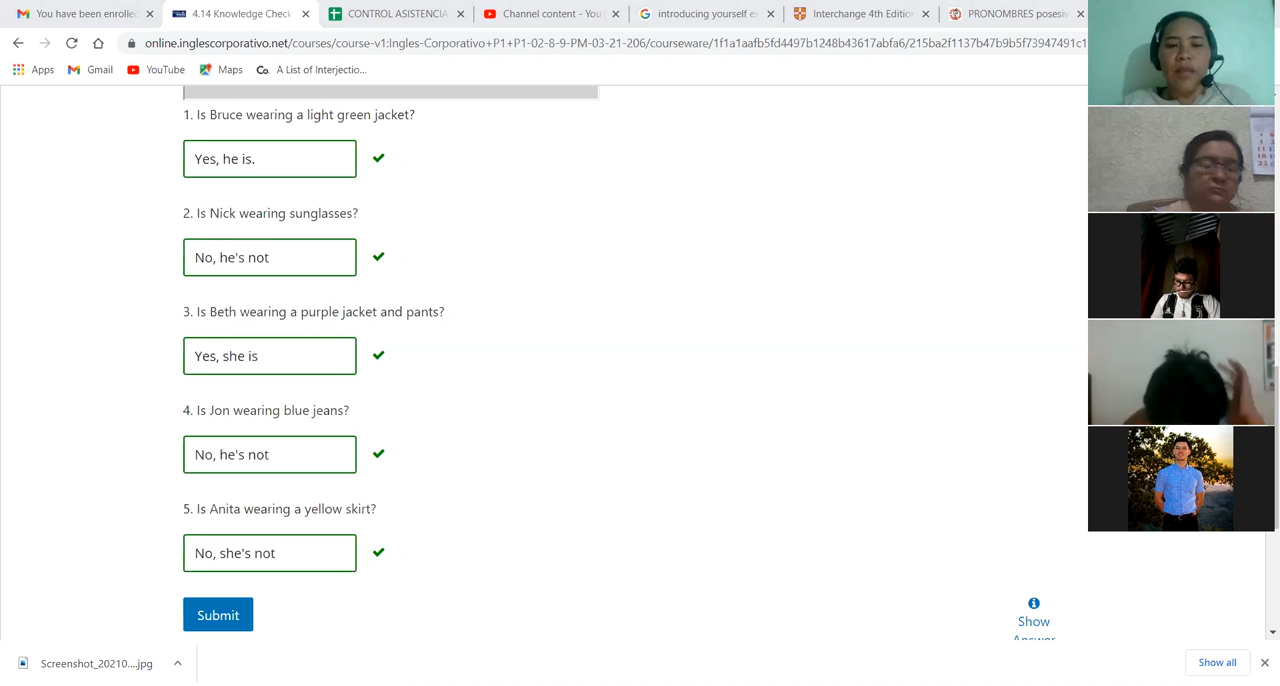 You have been enrolled
4.14 Knowledge Check
CONTROL ASISTENCIA
Channel content - You
introducing yourself e
Interchange 4th Edition
PRONOMBRES posesiv
online.inglescorporativo.net/courses/course-v1:Ingles-Corporativo+P1+P1-02-8-9-PM-03-21-206/courseware/1f1a1aafb5fd4497b1248b43617abfa6/215ba2f1137b47b9b5f73947491c1
Apps
Gmail
YouTube
Maps
Co. A List of Interjectio...
1. Is Bruce wearing a light green jacket?
Yes, he is.
2. Is Nick wearing sunglasses?
No, he's not
3. Is Beth wearing a purple jacket and pants?
Yes, she is
4. Is Jon wearing blue jeans?
No, he's not
5. Is Anita wearing a yellow skirt?
No, she's not
Submit
Show
Answer
Screenshot_20210....jpg
Show all